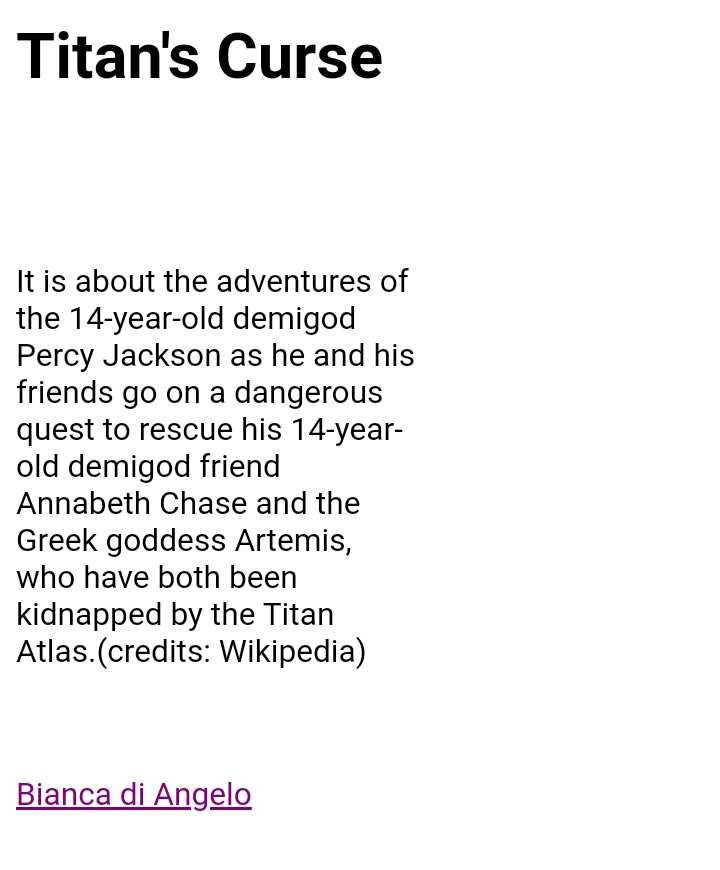 Titan's Curse
It is about the adventures of
the 14-year-old demigod
Percy Jackson as he and his
friends go on a dangerous
quest to rescue his 14-year-
old demigod friend
Annabeth Chase and the
Greek goddess Artemis,
who have both been
kidnapped by the Titan
Atlas.(credits: Wikipedia)
Bianca di Angelo